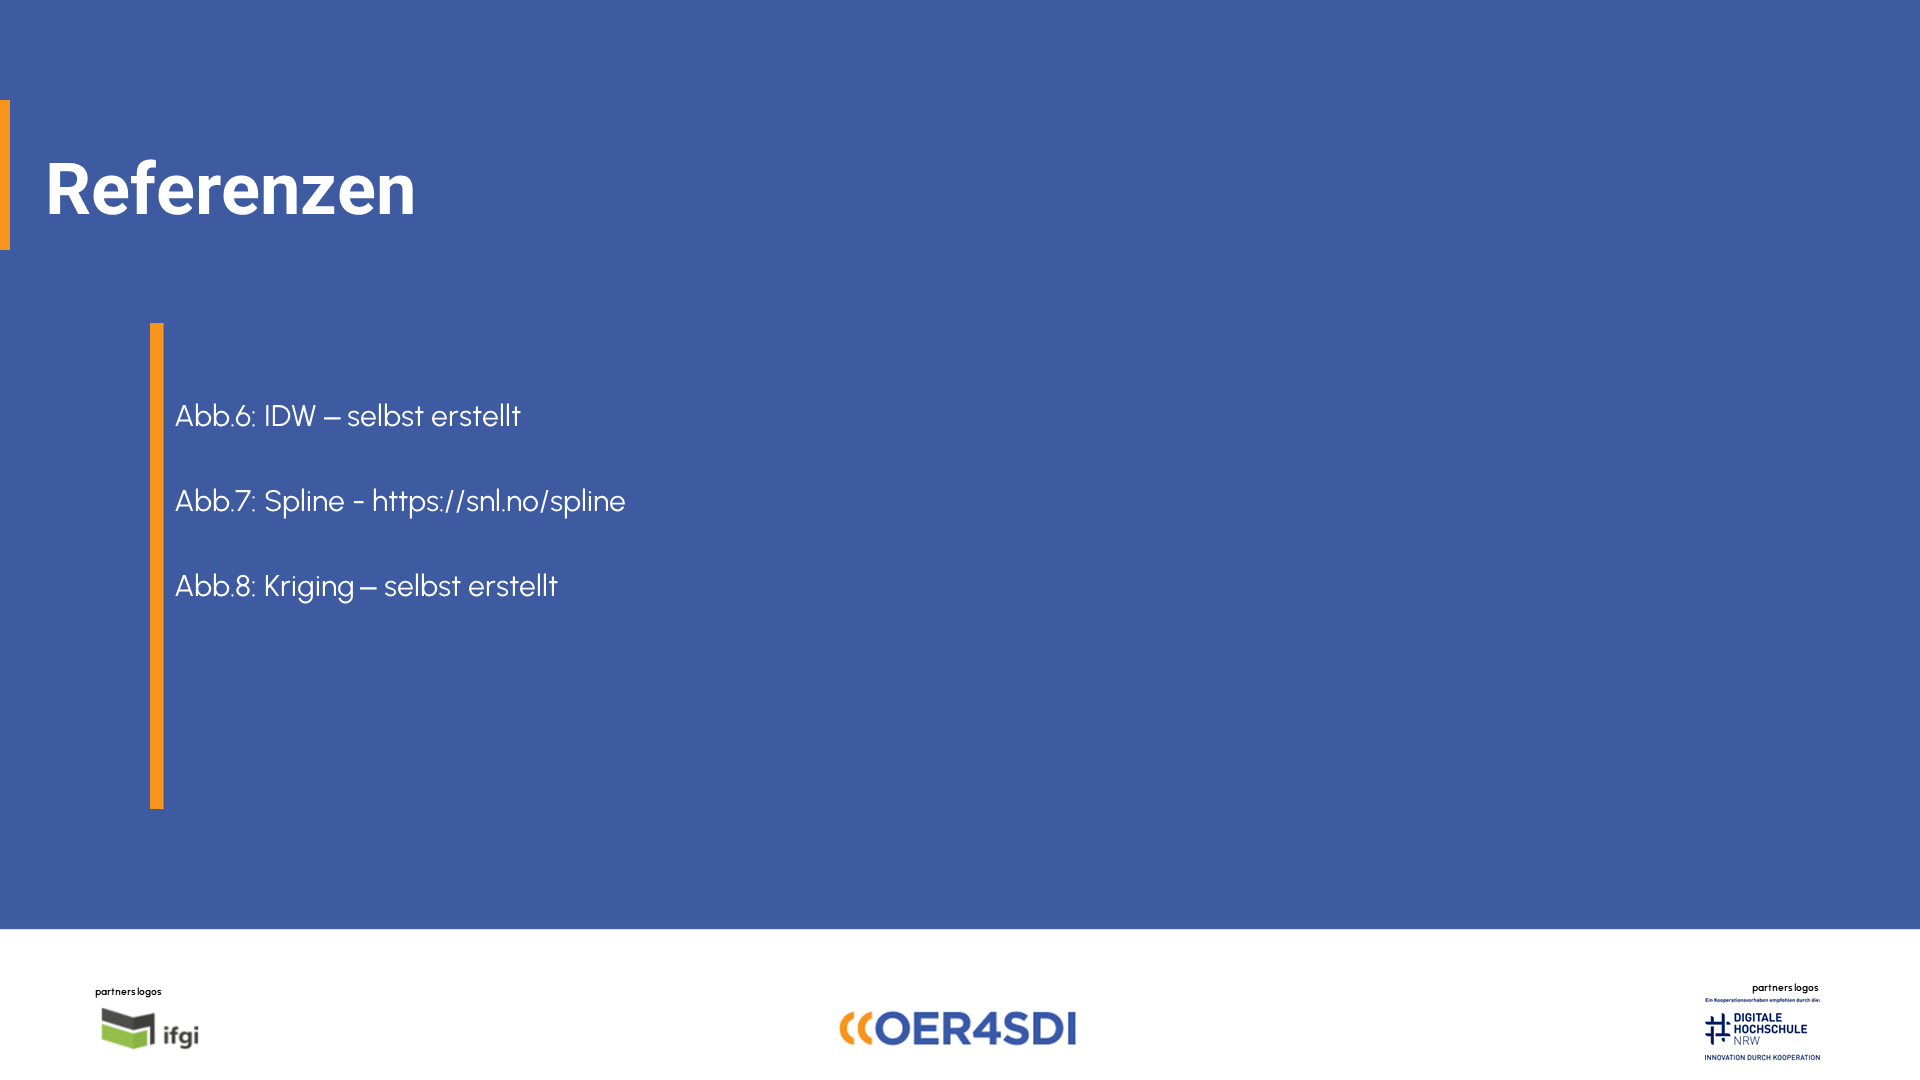 Referenzen
Abb.6: IDW – selbst erstellt
Abb.7: Spline - https://snl.no/spline
Abb.8: Kriging – selbst erstellt
partners logos
ifgi
OER4SDI
partners logos
Ein Kooperationsvorhaben empfohlen durch die:
DIGITALE
HOCHSCHULE
NRW
INNOVATION DURCH KOOPERATION